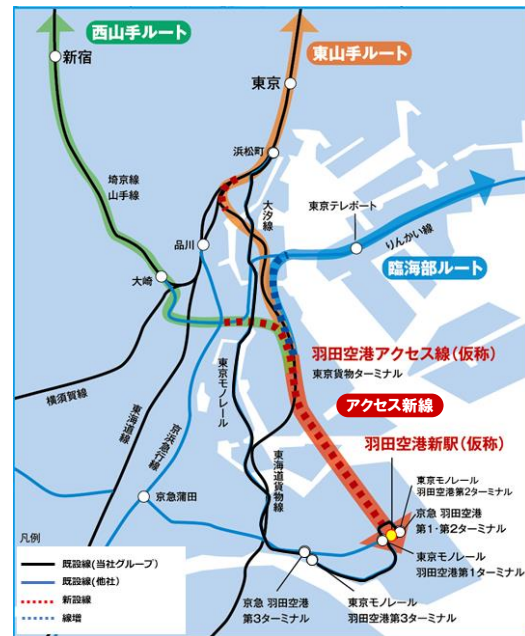 西山手ルート
東山手ルート
新宿
東京
浜松町
埼京線
山手線
大汐線
東京テレポート
りんかい線
品川
臨海部ルート
大崎
羽田空港アクセス線(仮称)
東京貨物ターミナル
東京モノレール
アクセス新線
横須賀線
東海道線
京浜急行線
東海道貨物線
羽田空港新駅(仮称)
東京モノレール
羽田空港第2ターミナル
京急蒲田
京急 羽田空港
第1・第2ターミナル
東京モノレール
羽田空港第1ターミナル
京急 羽田空港
第3ターミナル
東京モノレール
羽田空港第3ターミナル
凡例
既設線(当社グループ)
既設線(他社)
新設線
線増